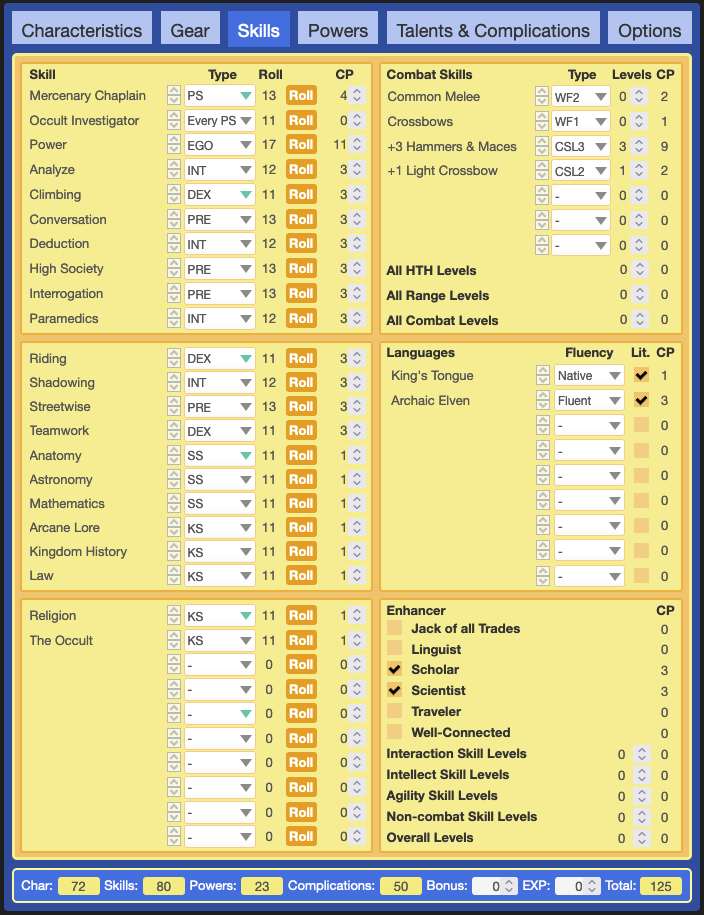 Characteristics Gear Skills Powers Talents & Complications Options
Skill Type Roll CP
Mercenary Chaplain PS 13 Roll 4
Occult Investigator Every PS 11 Roll 0
Power EGO 17 Roll 11
Analyze INT 12 Roll 3
Climbing DEX 11 Roll 3
Conversation PRE 13 Roll 3
Deduction INT 12 Roll 3
High Society PRE 13 Roll 3
Interrogation PRE 13 Roll 3
Paramedics INT 12 Roll 3
Riding DEX 11 Roll 3
Shadowing INT 12 Roll 3
Streetwise PRE 13 Roll 3
Teamwork DEX 11 Roll 3
Anatomy SS 11 Roll 1
Astronomy SS 11 Roll 1
Mathematics SS 11 Roll 1
Arcane Lore KS 11 Roll 1
Kingdom History KS 11 Roll 1
Law KS 11 Roll 1
Religion KS 11 Roll 1
The Occult KS 11 Roll 1
- 0 Roll 0
- 0 Roll 0
- 0 Roll 0
- 0 Roll 0
- 0 Roll 0
- 0 Roll 0
- 0 Roll 0
- 0 Roll 0
Combat Skills Type Levels CP
Common Melee WF2 0 2
Crossbows WF1 0 1
+3 Hammers & Maces CSL3 3 9
+1 Light Crossbow CSL2 1 2
- 0 0
- 0 0
- 0 0
All HTH Levels 0 0
All Range Levels 0 0
All Combat Levels 0 0
Languages Fluency Lit. CP
King's Tongue Native 1
Archaic Elven Fluent 3
- 0
- 0
- 0
- 0
- 0
- 0
- 0
Enhancer CP
Jack of all Trades 0
Linguist 0
Scholar 3
Scientist 3
Traveler 0
Well-Connected 0
Interaction Skill Levels 0 0
Intellect Skill Levels 0 0
Agility Skill Levels 0 0
Non-combat Skill Levels 0 0
Overall Levels 0 0
Char: 72 Skills: 80 Powers: 23 Complications: 50 Bonus: 0 EXP: 0 Total: 125